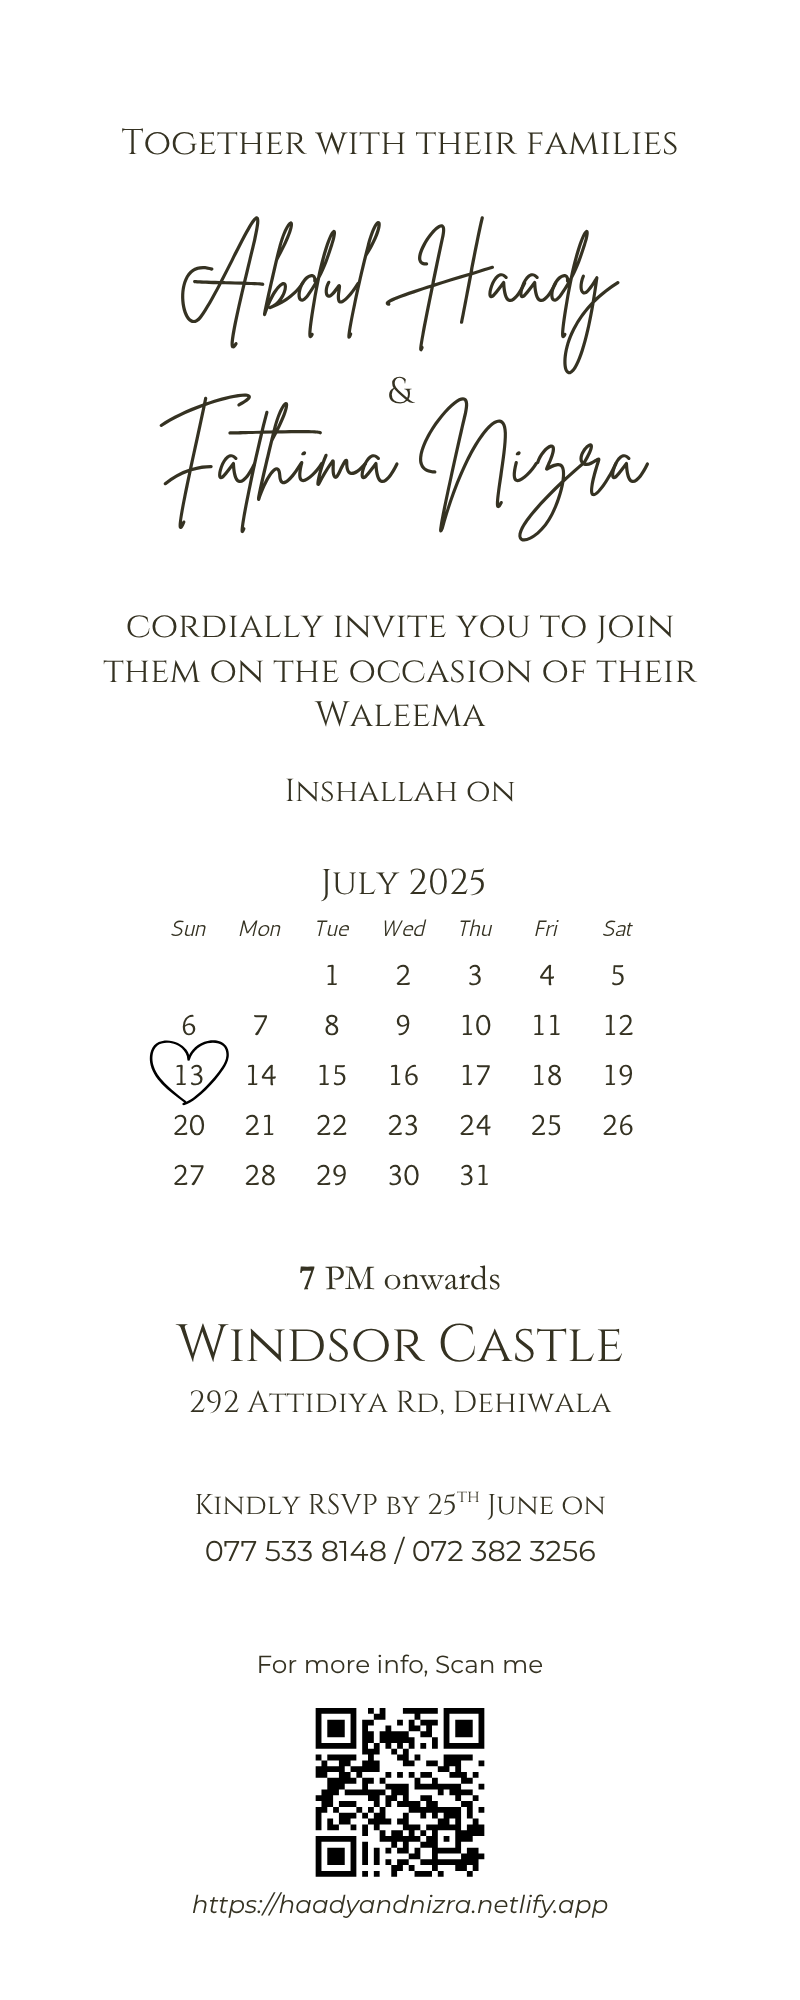 Together with their families
Abdul Haady
&
Fathima Nizra
cordially invite you to join
them on the occasion of their
Waleema
Inshallah on
July 2025
Sun Mon Tue Wed Thu Fri Sat
1 2 3 4 5
6 7 8 9 10 11 12
13 14 15 16 17 18 19
20 21 22 23 24 25 26
27 28 29 30 31
7 PM onwards
Windsor Castle
292 Attidiya Rd, Dehiwala
Kindly RSVP by 25th June on
077 533 8148 / 072 382 3256
For more info, Scan me
https://haadyandnizra.netlify.app